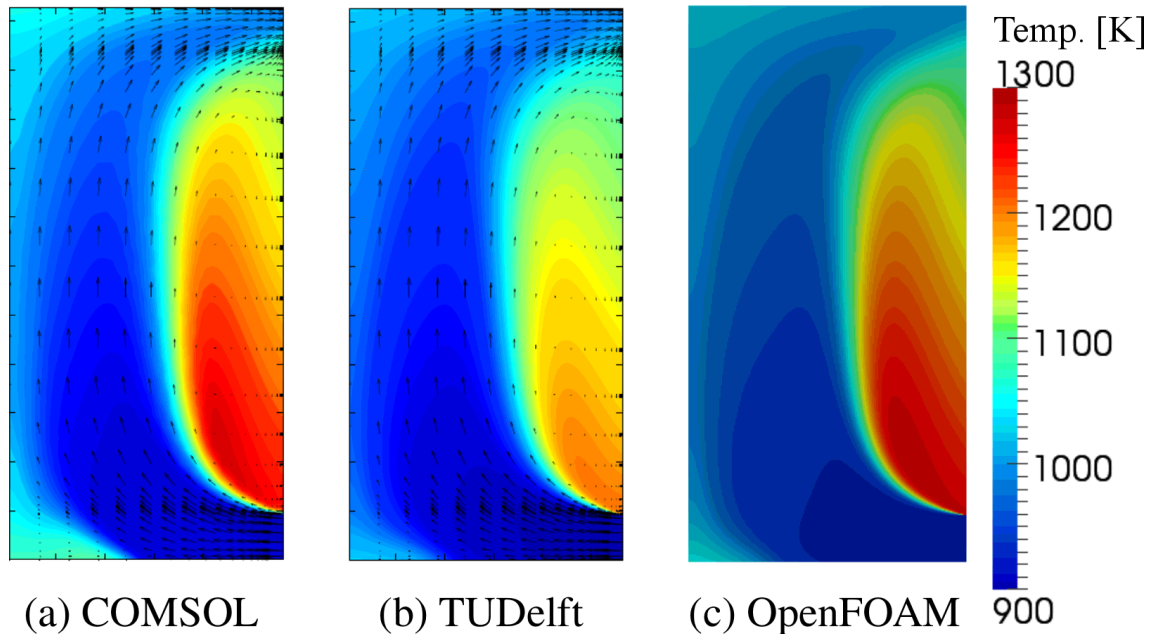 Temp. [K]
1300
1200
1100
1000
900
(a) COMSOL
(b) TUDelft
(c) OpenFOAM